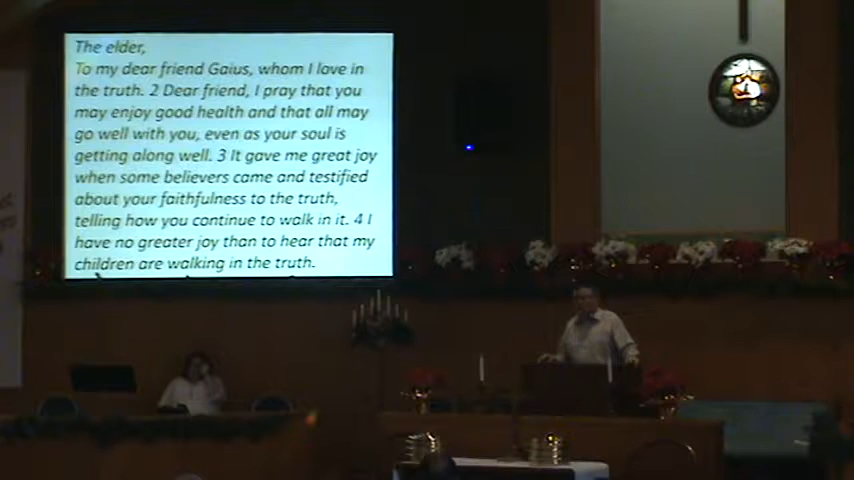 The elder,
To my dear friend Gaius, whom I love in
the truth. 2 Dear friend, I pray that you
may enjoy good health and that all may
go well with you, even as your soul is
getting along well. 3 It gave me great joy
when some believers came and testified
about your faithfulness to the truth,
telling how you continue to walk in it. 4 I
have no greater joy than to hear that my
children are walking in the truth.